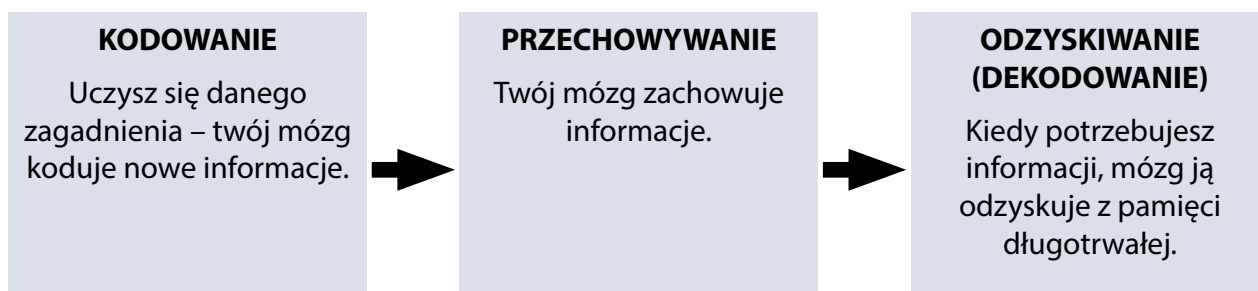 KODOWANIE
Uczysz się danego
zagadnienia – twój mózg
koduje nowe informacje.
PRZECHOWYWANIE
Twój mózg zachowuje
informacje.
ODZYSKIWANIE
(DEKODOWANIE)
Kiedy potrzebujesz
informacji, mózg ją
odzyskuje z pamięci
długotrwałej.